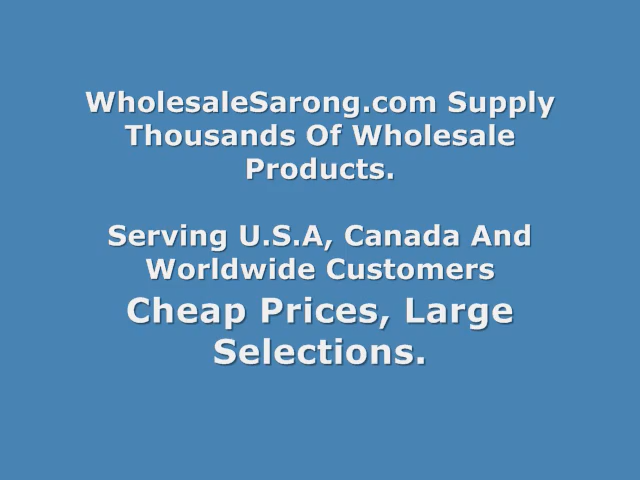 WholesaleSarong.com Supply
Thousands Of Wholesale
Products.
Serving U.S.A, Canada And
Worldwide Customers
Cheap Prices, Large
Selections.